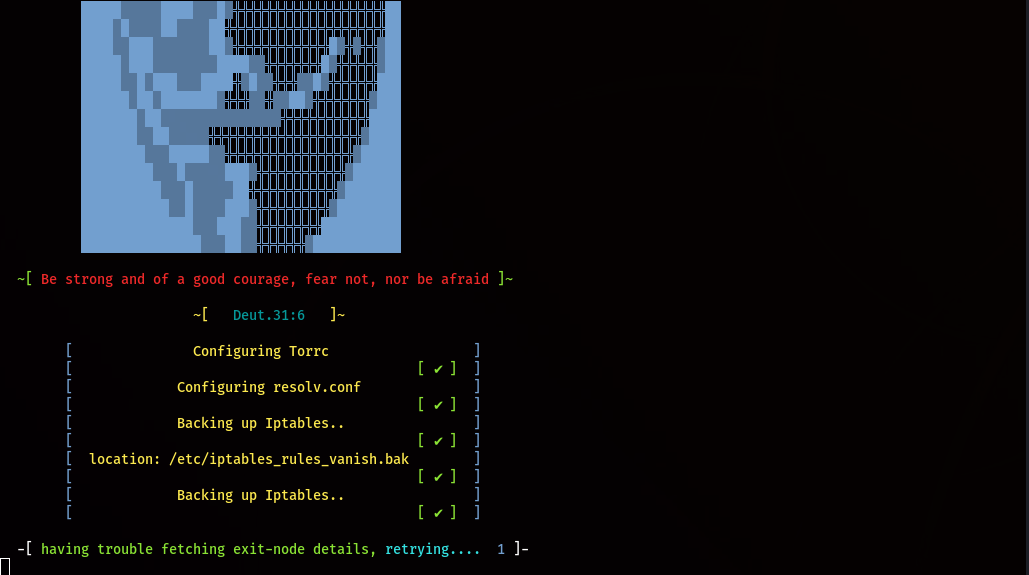 ~[ Be strong and of a good courage, fear not, nor be afraid ]~
~[ Deut.31:6 ]~
[ Configuring Torrc ]
[ [ ✔ ] ]
[ Configuring resolv.conf ]
[ [ ✔ ] ]
[ Backing up Iptables.. ]
[ [ ✔ ] ]
[ location: /etc/iptables_rules_vanish.bak ]
[ [ ✔ ] ]
[ Backing up Iptables.. ]
[ [ ✔ ] ]
-[ having trouble fetching exit-node details, retrying.... 1 ]-